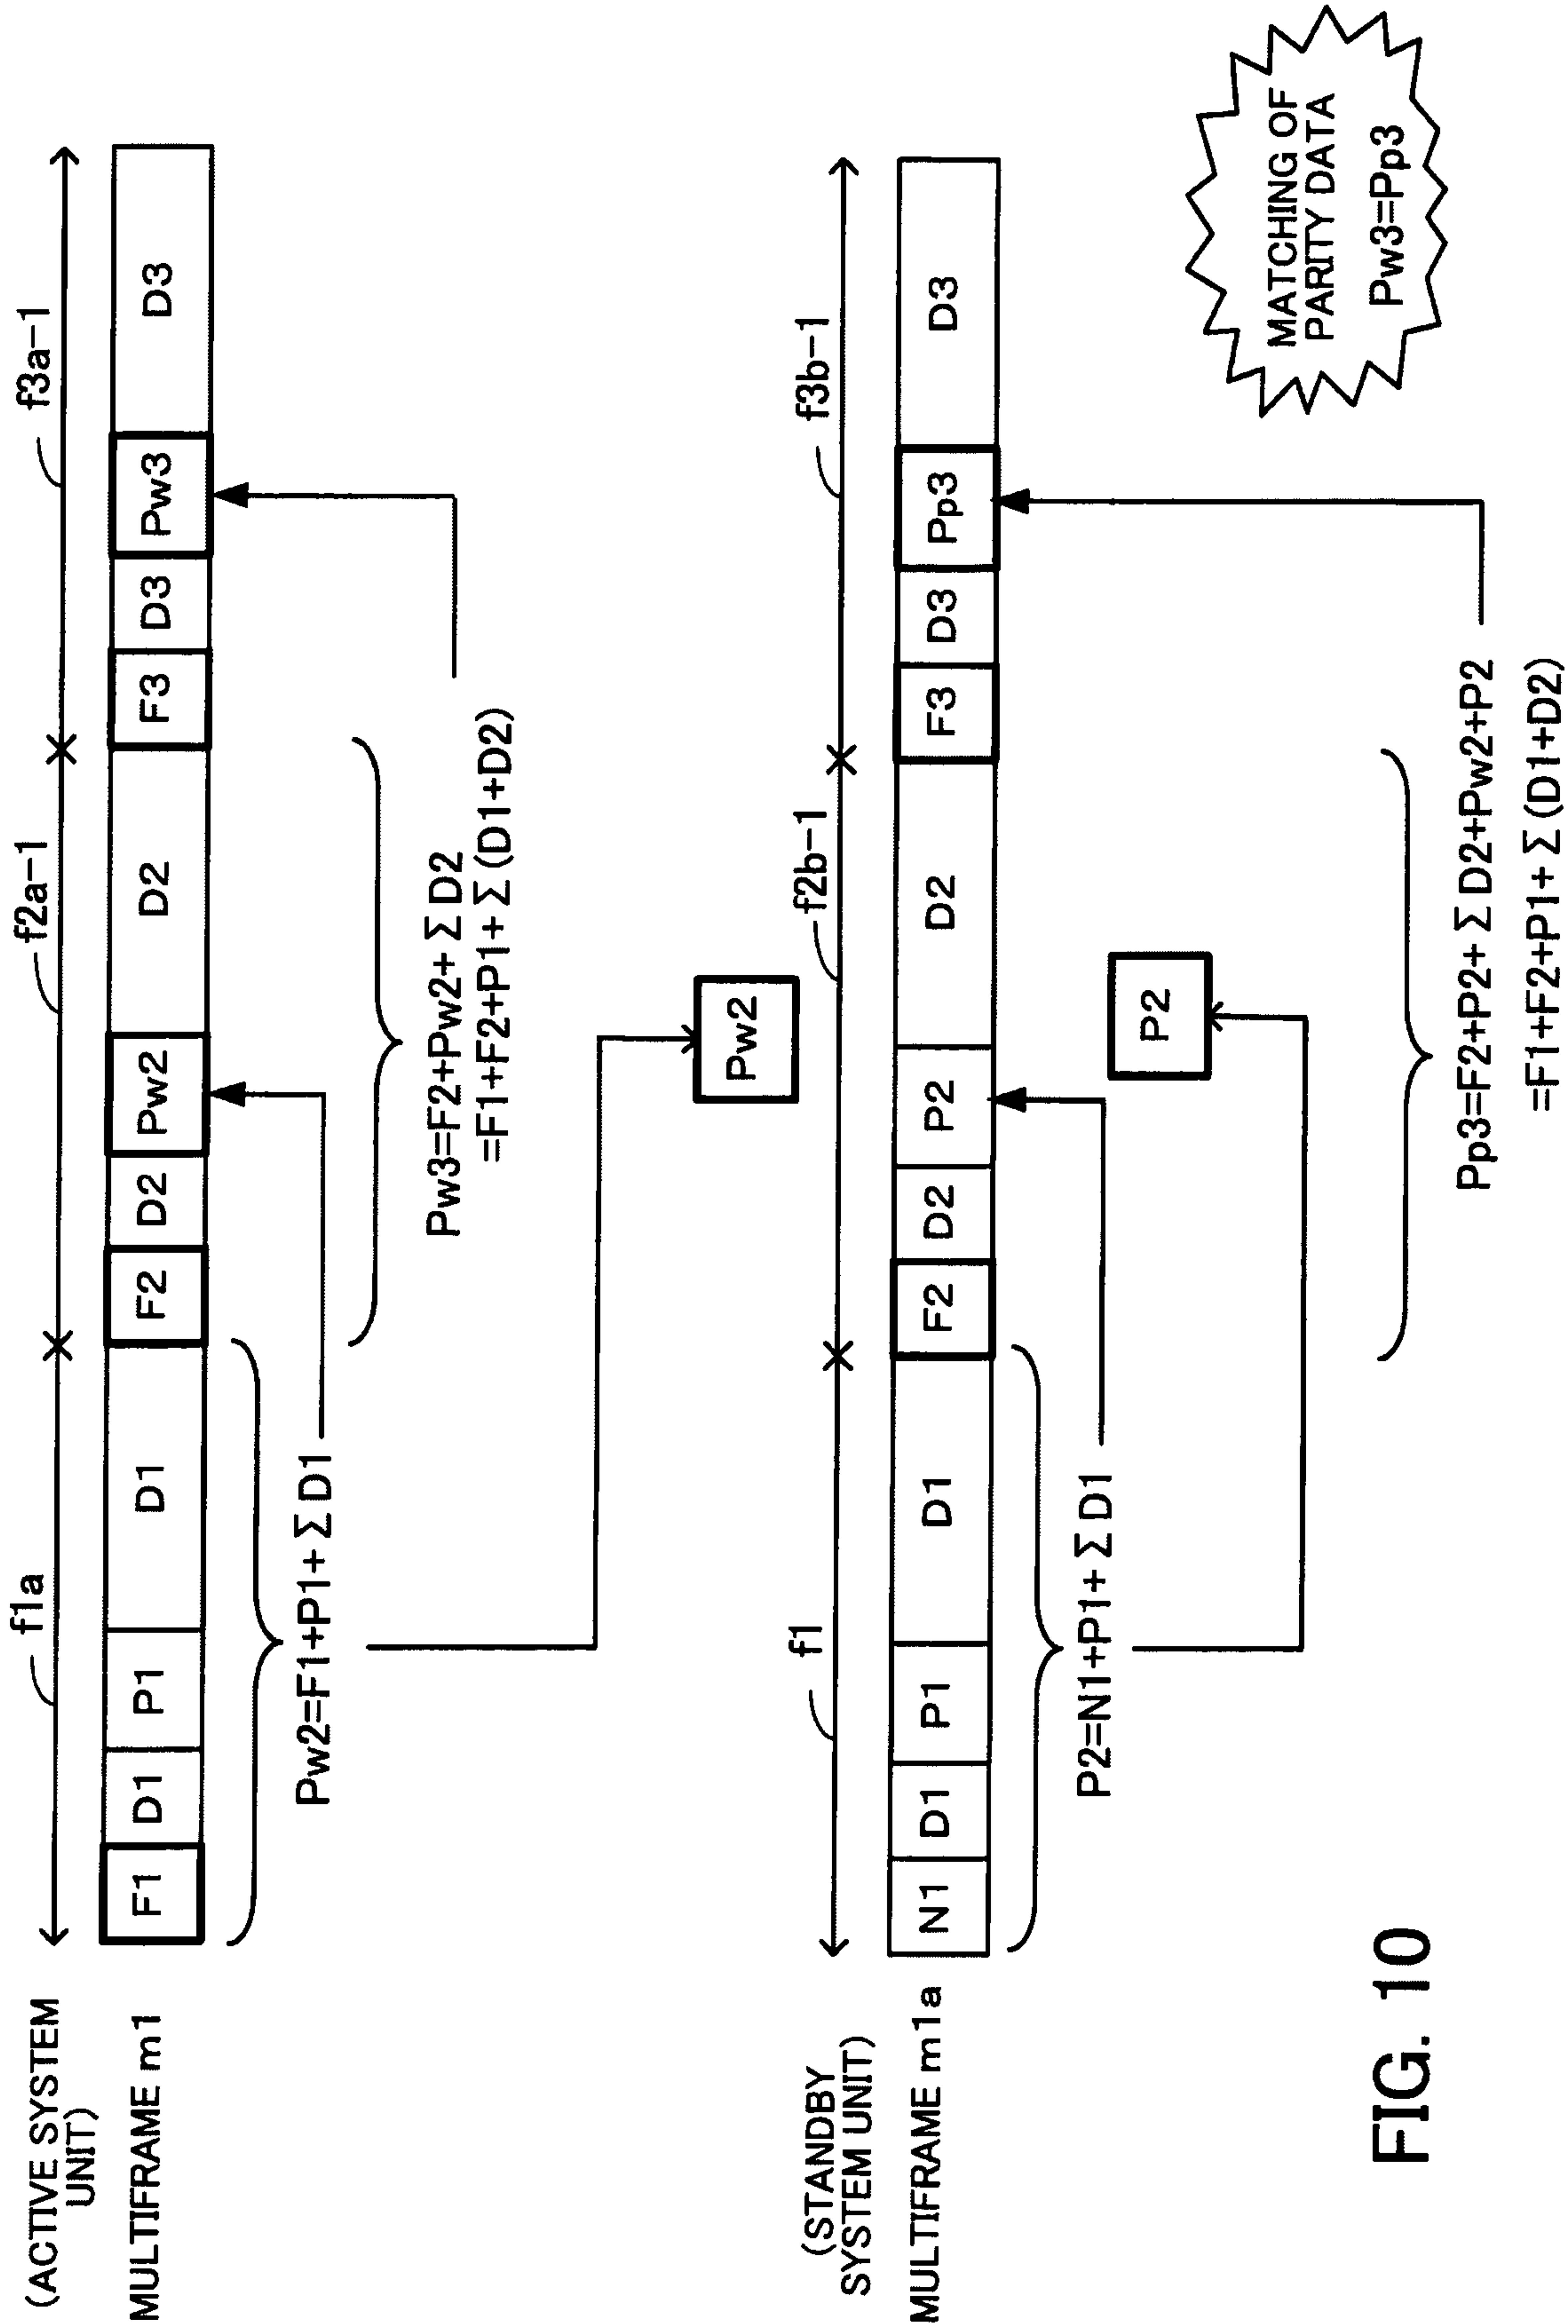 (ACTIVE SYSTEM
UNIT)
f1a
f2a-1
f3a-1
MULTIFRAME m1
F1 D1 P1 D1 F2 D2 Pw2 D2 F3 D3 Pw3 D3
Pw2=F1+P1+ΣD1
Pw3=F2+Pw2+ΣD2
=F1+F2+P1+Σ(D1+D2)
Pw2
(STANDBY
SYSTEM UNIT)
f1
f2b-1
f3b-1
MULTIFRAME m1a
N1 D1 P1 D1 F2 D2 P2 D2 F3 D3 Pp3 D3
P2=N1+P1+ΣD1
P2
MATCHING OF
PARITY DATA
Pw3=Pp3
Pp3=F2+P2+ΣD2+Pw2+P2
=F1+F2+P1+Σ(D1+D2)
FIG. 10